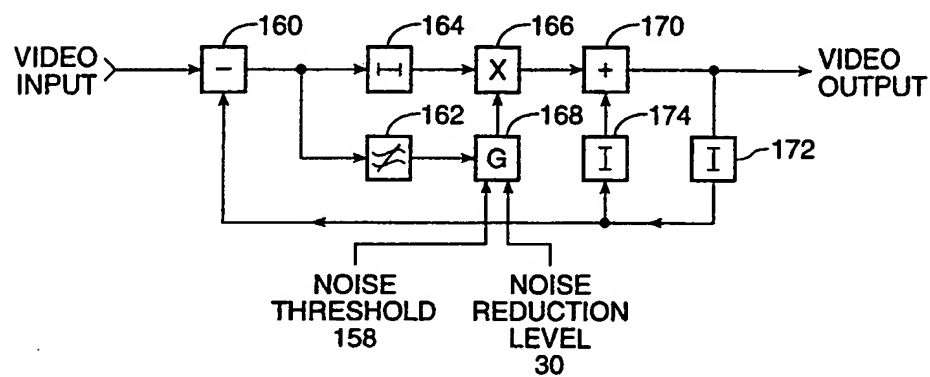 160
164
166
170
VIDEO
INPUT
−
X
+
VIDEO
OUTPUT
162
168
174
172
G
I
I
NOISE
THRESHOLD
158
NOISE
REDUCTION
LEVEL
30